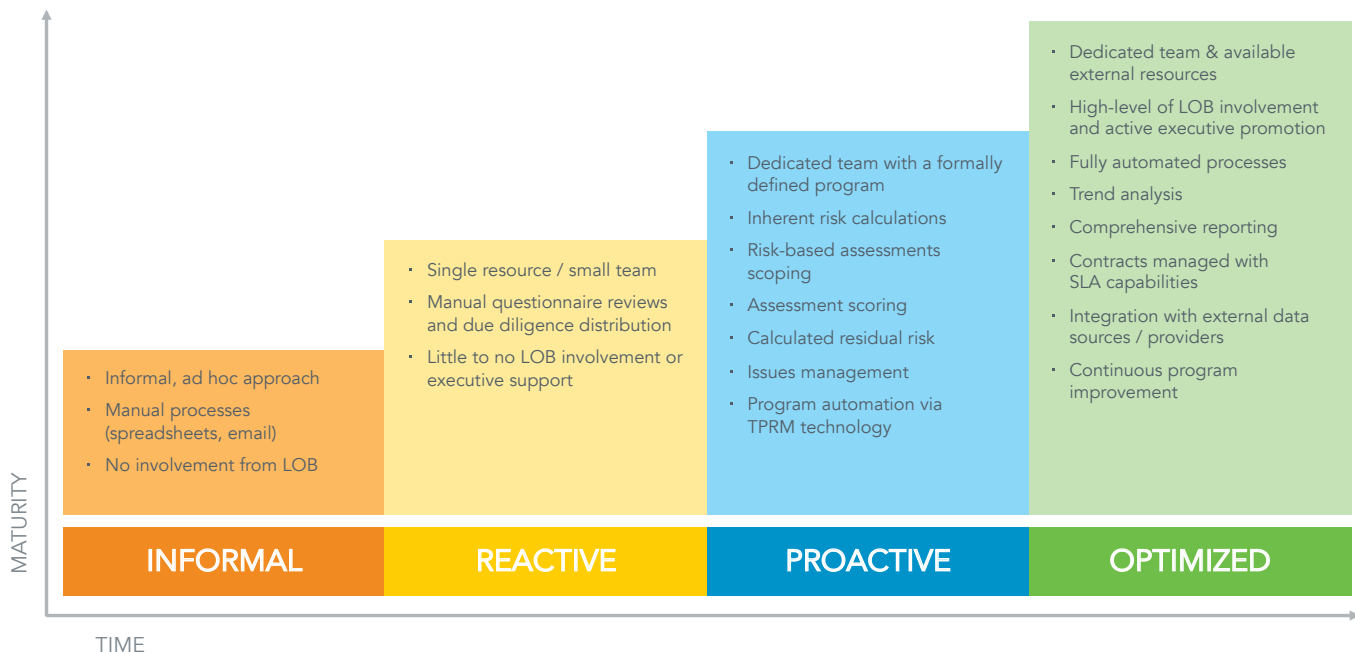 MATURITY
· Informal, ad hoc approach
· Manual processes
(spreadsheets, email)
· No involvement from LOB
INFORMAL
· Single resource / small team
· Manual questionnaire reviews
and due diligence distribution
· Little to no LOB involvement or
executive support
REACTIVE
· Dedicated team with a formally
defined program
· Inherent risk calculations
· Risk-based assessments
scoping
· Assessment scoring
· Calculated residual risk
· Issues management
· Program automation via
TPRM technology
PROACTIVE
· Dedicated team & available
external resources
· High-level of LOB involvement
and active executive promotion
· Fully automated processes
· Trend analysis
· Comprehensive reporting
· Contracts managed with
SLA capabilities
· Integration with external data
sources / providers
· Continuous program
improvement
OPTIMIZED
TIME